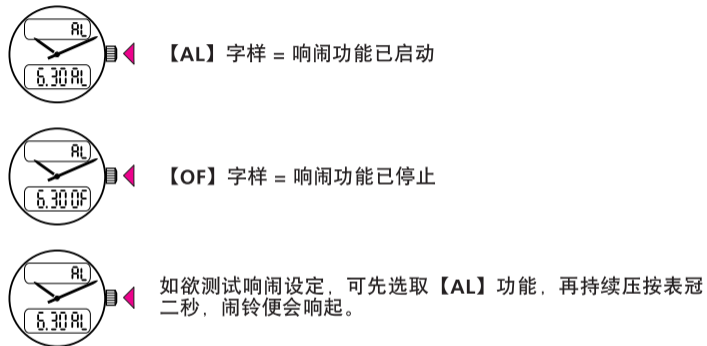 AL
6.30 AL
【AL】字样 = 响闹功能已启动
AL
6.30 OF
【OF】字样 = 响闹功能已停止
AL
6.30 AL
如欲测试响闹设定，可先选取【AL】功能，再持续压按表冠
二秒，闹铃便会响起。